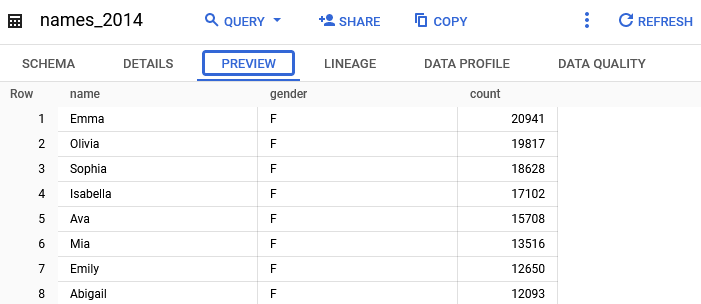 names_2014 QUERY SHARE COPY REFRESH
SCHEMA DETAILS PREVIEW LINEAGE DATA PROFILE DATA QUALITY
Row name gender count
1 Emma F 20941
2 Olivia F 19817
3 Sophia F 18628
4 Isabella F 17102
5 Ava F 15708
6 Mia F 13516
7 Emily F 12650
8 Abigail F 12093